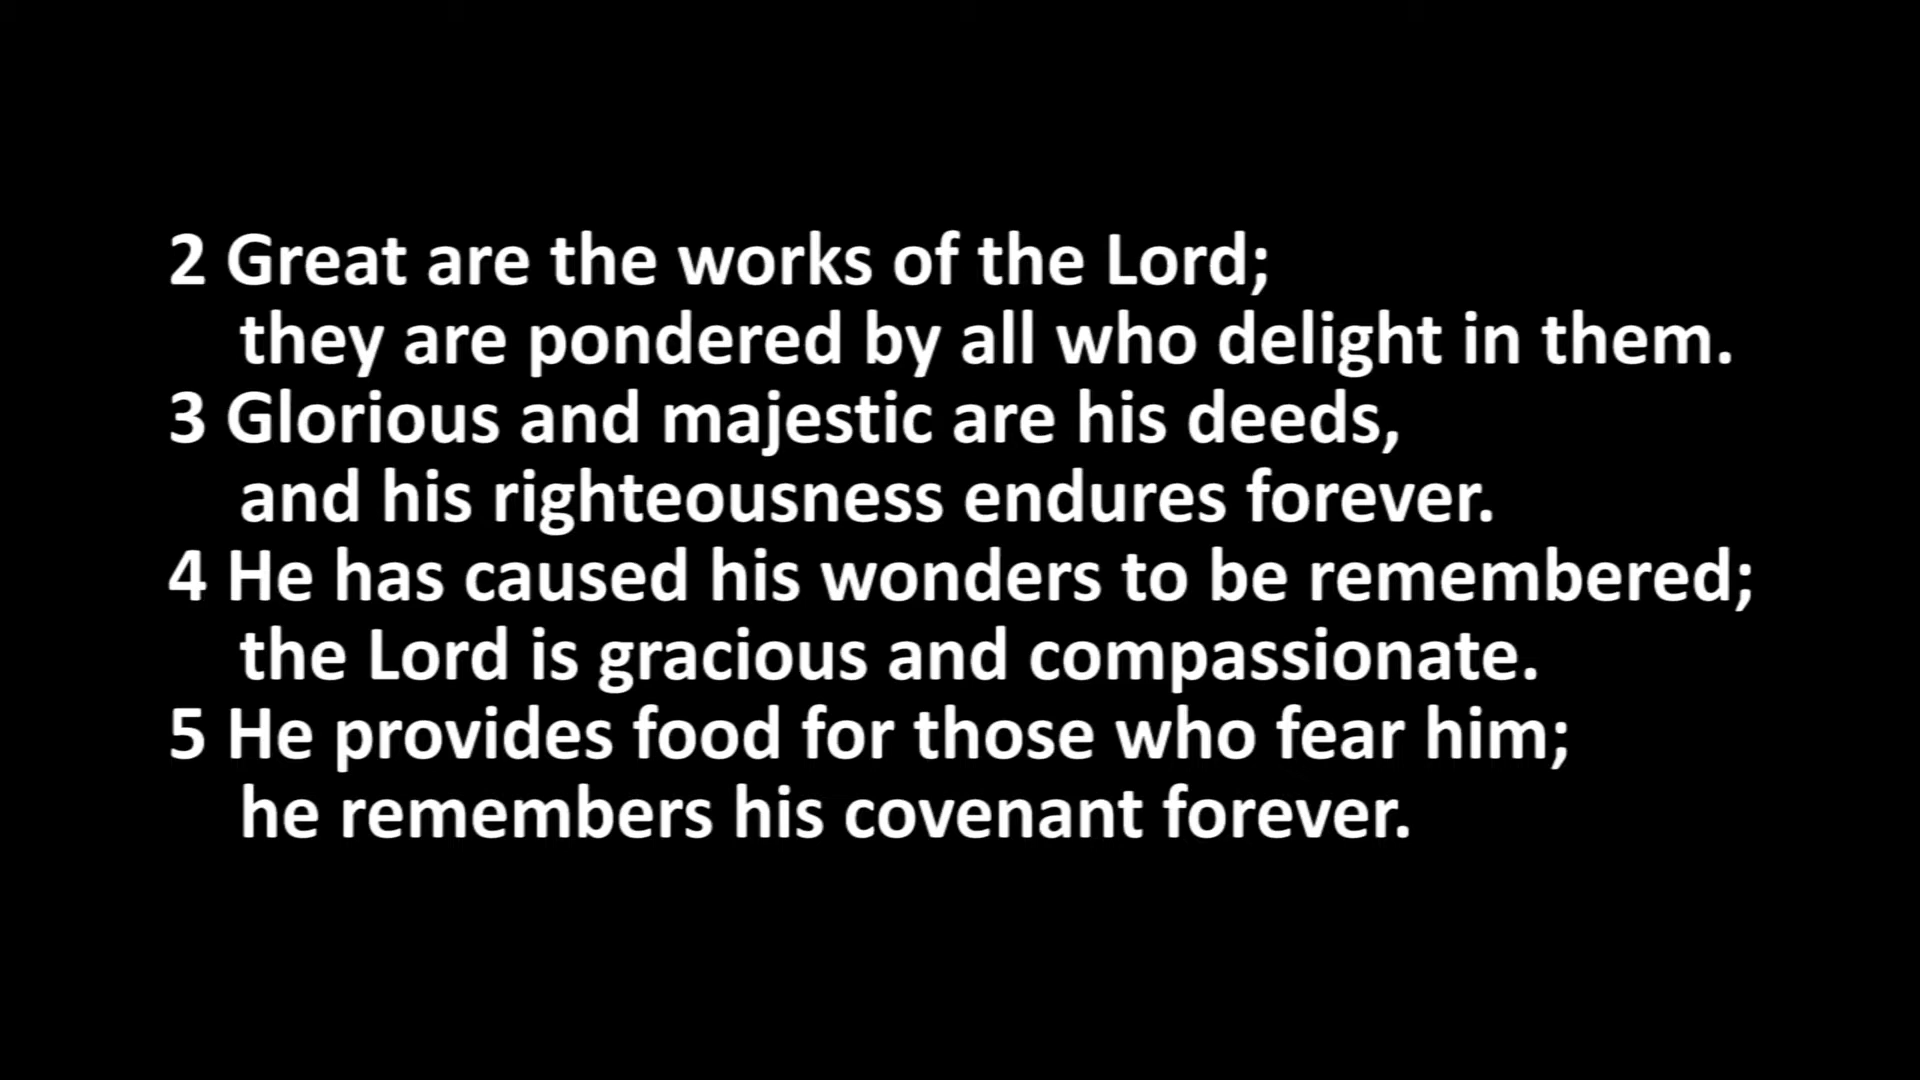 2 Great are the works of the Lord;
they are pondered by all who delight in them.
3 Glorious and majestic are his deeds,
and his righteousness endures forever.
4 He has caused his wonders to be remembered;
the Lord is gracious and compassionate.
5 He provides food for those who fear him;
he remembers his covenant forever.